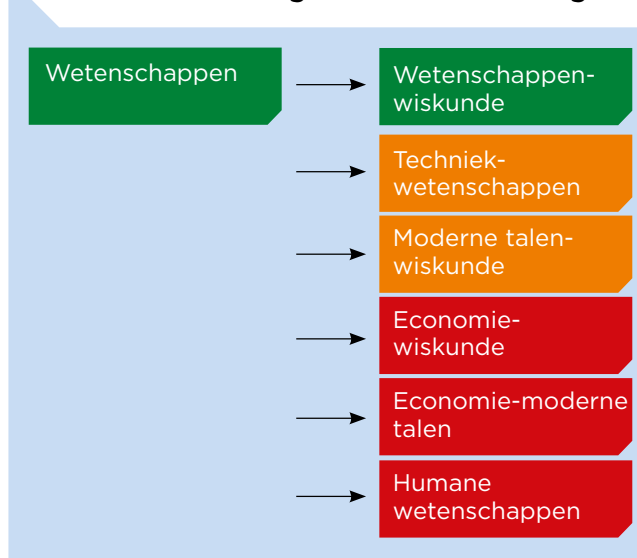 Wetenschappen
Wetenschappen-
wiskunde
Techniek-
wetenschappen
Moderne talen-
wiskunde
Economie-
wiskunde
Economie-moderne
talen
Humane
wetenschappen